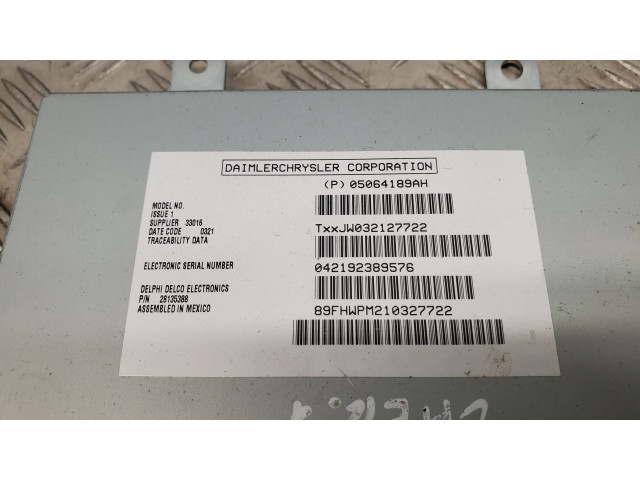 DAIMLERCHRYSLER CORPORATION
(P) 05064189AH
MODEL NO.
ISSUE 1
SUPPLIER 33016
DATE CODE 0321
TRACEABILITY DATA
TxxJW032127722
ELECTRONIC SERIAL NUMBER
042192389576
DELPHI DELCO ELECTRONICS
P/N 28135388
ASSEMBLED IN MEXICO
89FHWPM210327722